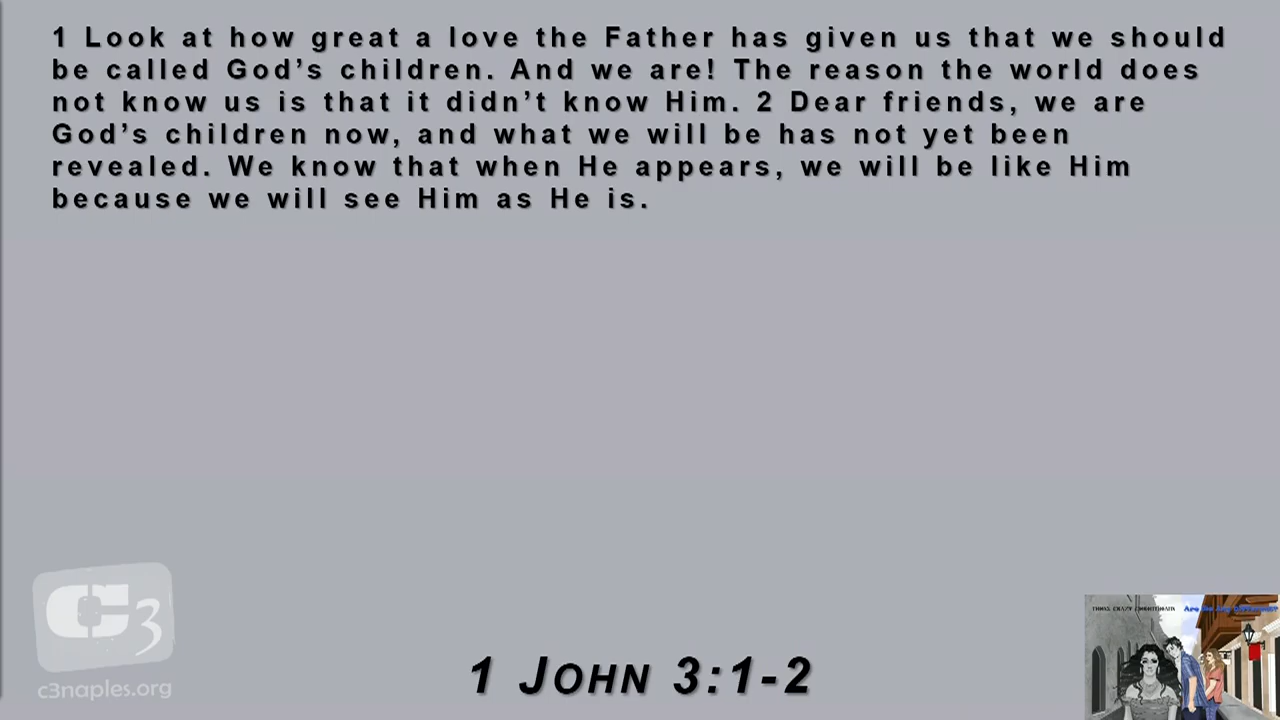 1 Look at how great a love the Father has given us that we should
be called God’s children. And we are! The reason the world does
not know us is that it didn’t know Him. 2 Dear friends, we are
God’s children now, and what we will be has not yet been
revealed. We know that when He appears, we will be like Him
because we will see Him as He is.
C3
c3naples.org
1 JOHN 3:1-2